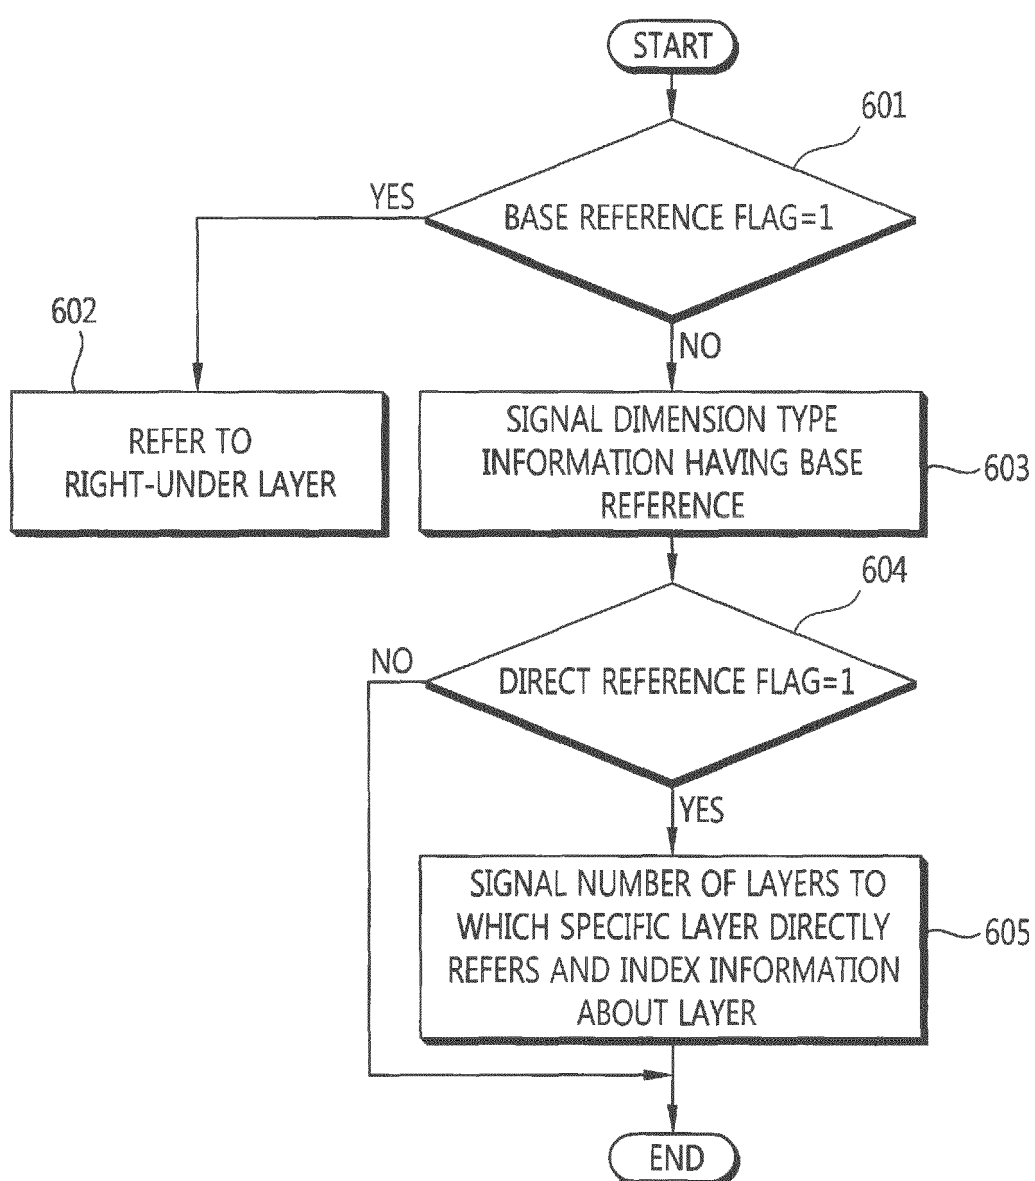 START
601
BASE REFERENCE FLAG=1
YES
NO
602
REFER TO
RIGHT-UNDER LAYER
SIGNAL DIMENSION TYPE
INFORMATION HAVING BASE
REFERENCE
603
604
DIRECT REFERENCE FLAG=1
NO
YES
SIGNAL NUMBER OF LAYERS TO
WHICH SPECIFIC LAYER DIRECTLY
REFERS AND INDEX INFORMATION
ABOUT LAYER
605
END